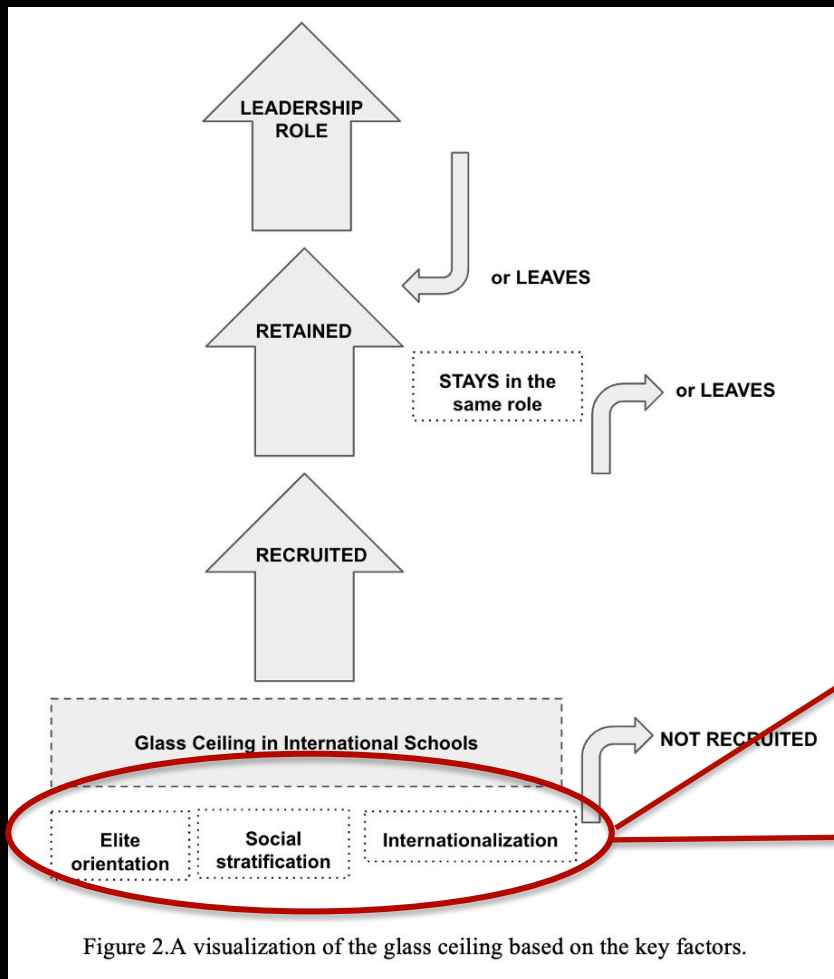 LEADERSHIP
ROLE
or LEAVES
RETAINED
STAYS in the
same role
or LEAVES
RECRUITED
Glass Ceiling in International Schools
NOT RECRUITED
Elite
orientation
Social
stratification
Internationalization
Figure 2.A visualization of the glass ceiling based on the key factors.